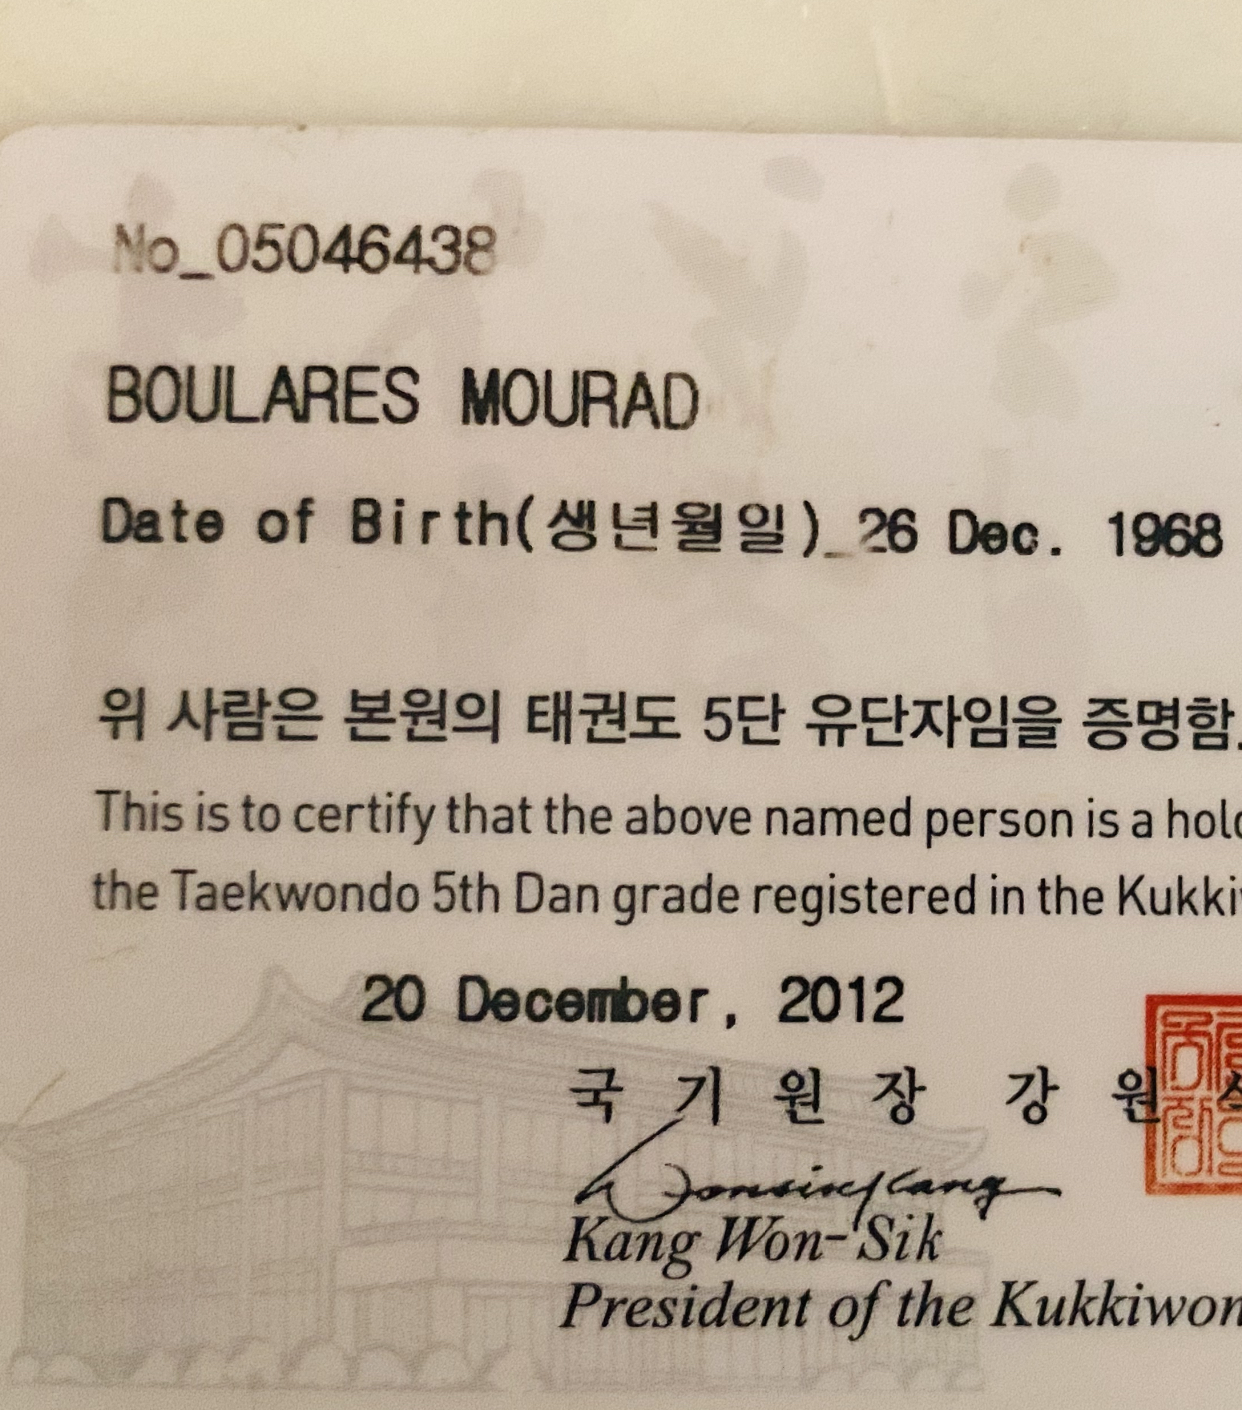 No_05046438
BOULARES MOURAD
Date of Birth(생년월일)_26 Dec. 1968
위 사람은 본원의 태권도 5단 유단자임을 증명함.
This is to certify that the above named person is a
the Taekwondo 5th Dan grade registered in the
20 December, 2012
국 기 원 장 강 원
Kang Won-Sik
President of the Kukkiwon